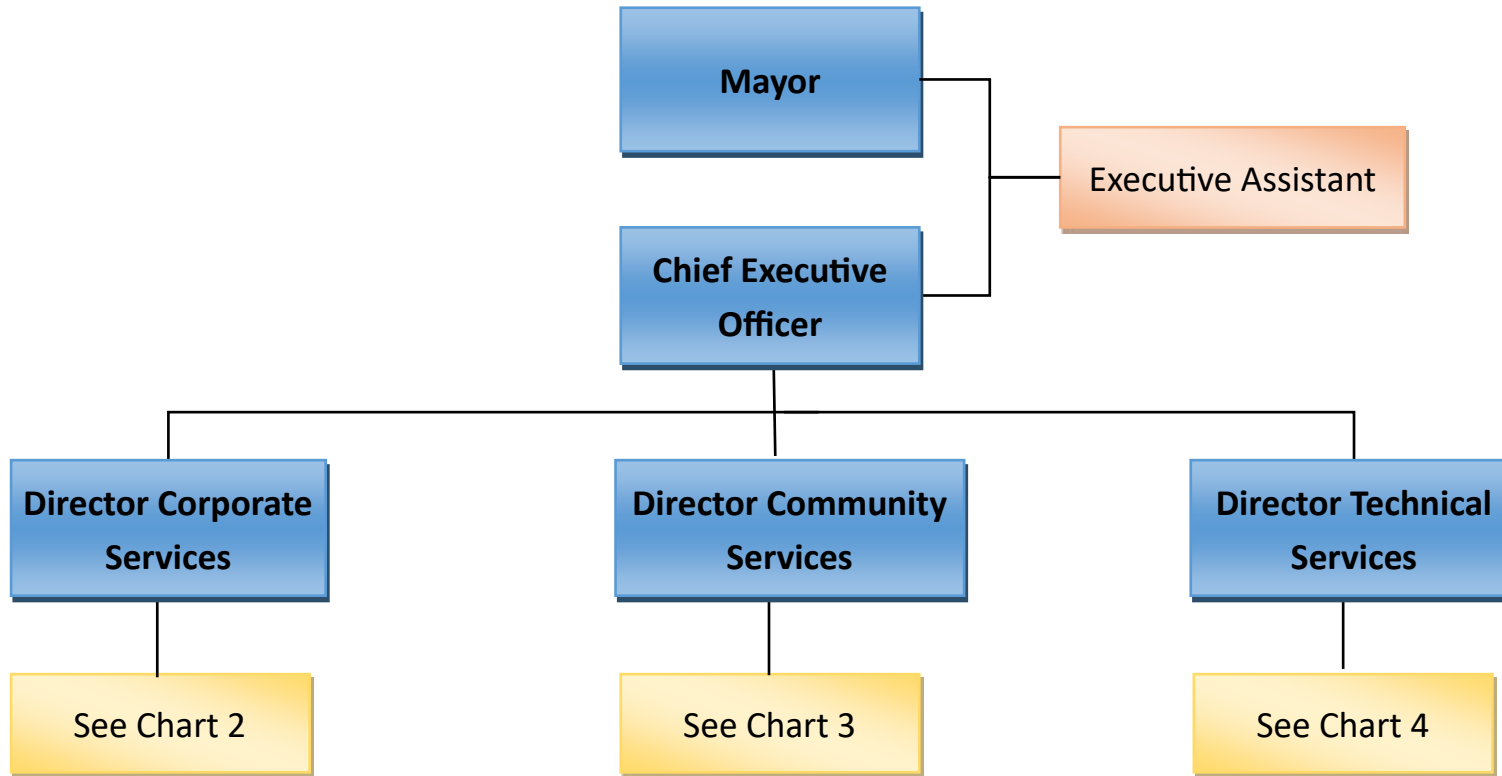 Mayor
Executive Assistant
Chief Executive
Officer
Director Corporate
Services
Director Community
Services
Director Technical
Services
See Chart 2
See Chart 3
See Chart 4